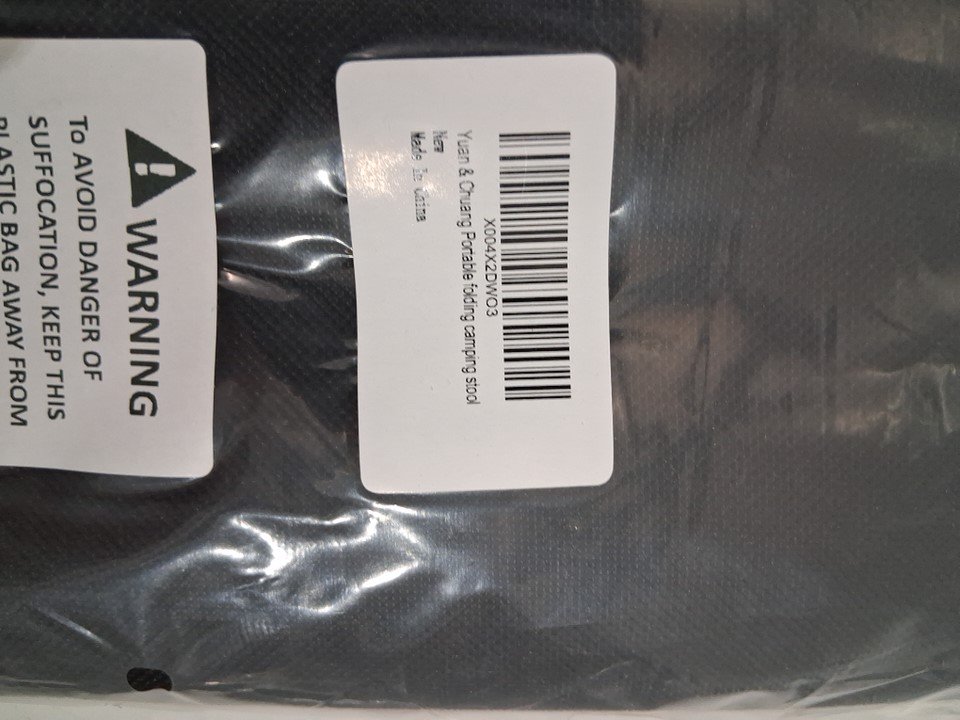 X004X2DWO3
Yuan & Chuang Portable folding camping stool
New
Made In China
WARNING
To AVOID DANGER OF
SUFFOCATION, KEEP THIS
PLASTIC BAG AWAY FROM